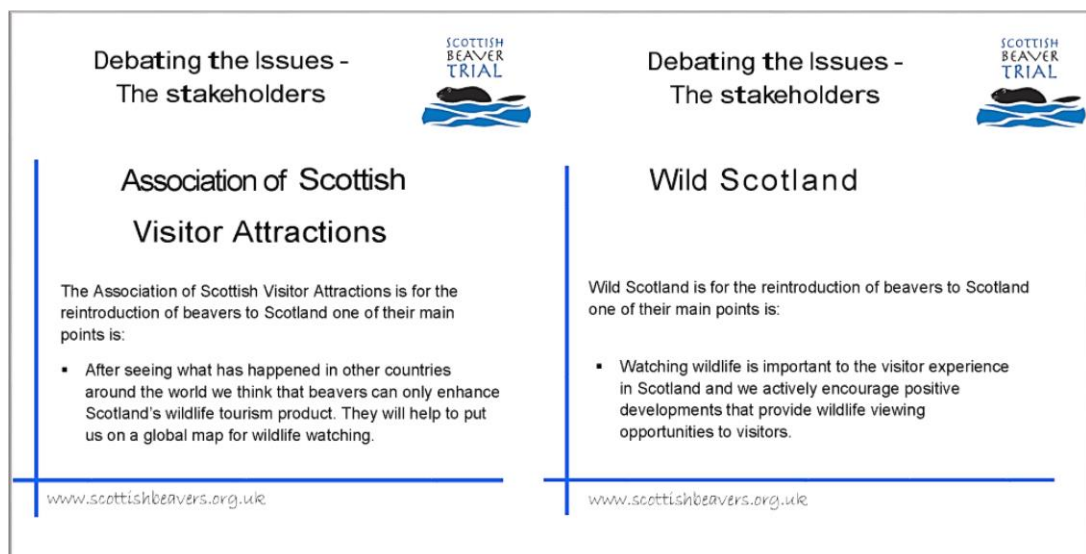 Debating the Issues -
The stakeholders
SCOTTISH
BEAVER
TRIAL
Association of Scottish
Visitor Attractions
The Association of Scottish Visitor Attractions is for the
reintroduction of beavers to Scotland one of their main
points is:
▪ After seeing what has happened in other countries
around the world we think that beavers can only enhance
Scotland's wildlife tourism product. They will help to put
us on a global map for wildlife watching.
www.scottishbeavers.org.uk
Debating the Issues -
The stakeholders
SCOTTISH
BEAVER
TRIAL
Wild Scotland
Wild Scotland is for the reintroduction of beavers to Scotland
one of their main points is:
▪ Watching wildlife is important to the visitor experience
in Scotland and we actively encourage positive
developments that provide wildlife viewing
opportunities to visitors.
www.scottishbeavers.org.uk